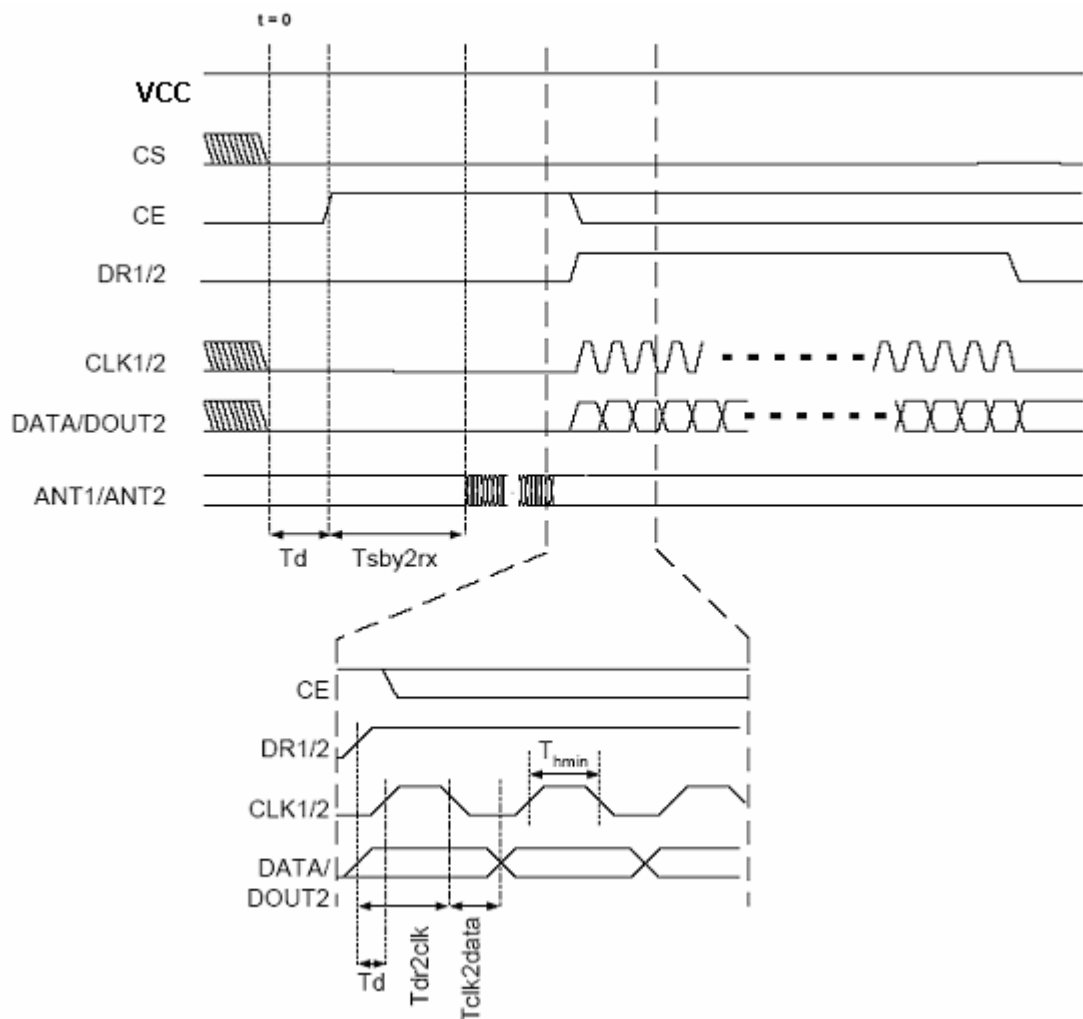 t = 0
VCC
CS
CE
DR1/2
CLK1/2
DATA/DOUT2
ANT1/ANT2
Td
Tsby2rx
CE
DR1/2
Thmin
CLK1/2
DATA/
DOUT2
Td
Tdr2clk
Tclk2data